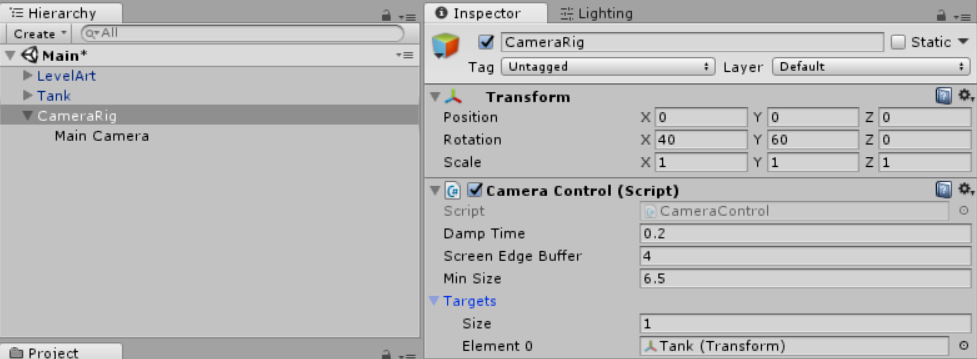 Hierarchy
Create
All
Main*
LevelArt
Tank
CameraRig
Main Camera
Project
Inspector
Lighting
CameraRig
Static
Tag Untagged Layer Default
Transform
Position X 0 Y 0 Z 0
Rotation X 40 Y 60 Z 0
Scale X 1 Y 1 Z 1
Camera Control (Script)
Script CameraControl
Damp Time 0.2
Screen Edge Buffer 4
Min Size 6.5
Targets
Size 1
Element 0 Tank (Transform)